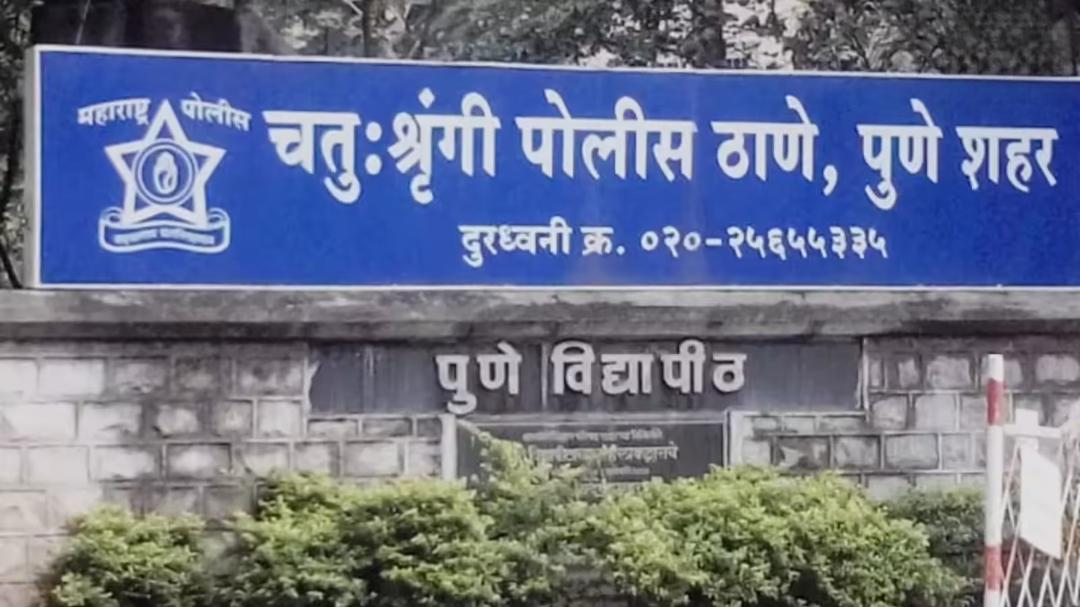 महाराष्ट्र पोलीस
चतु:श्रृंगी पोलीस ठाणे, पुणे शहर
दुरध्वनी क्र. ०२०-२५६५५३३५
पुणे विद्यापीठ